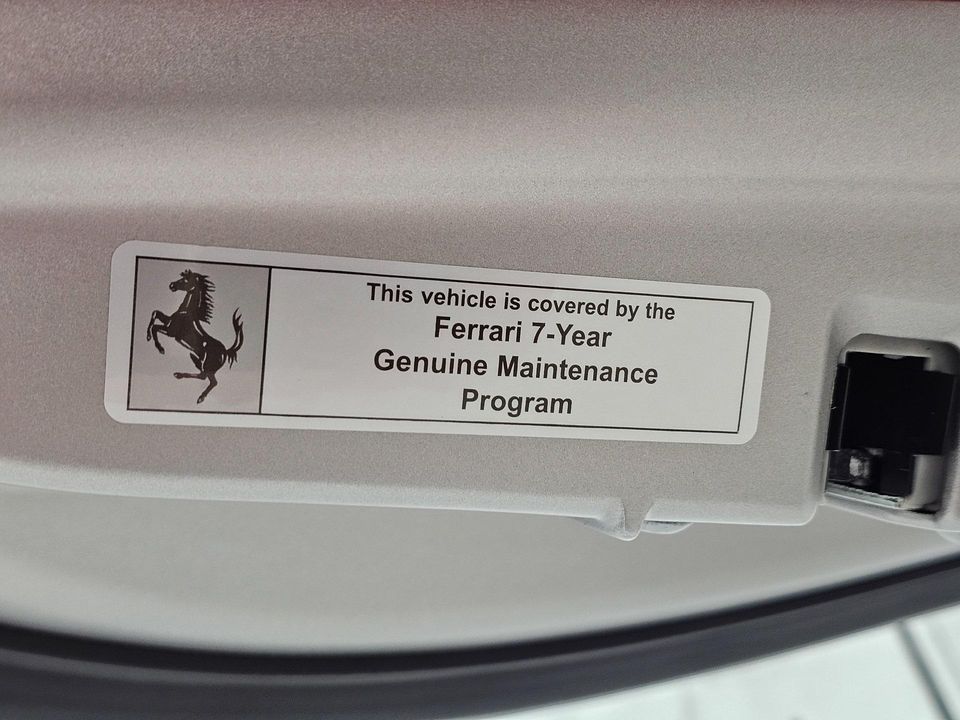 This vehicle is covered by the
Ferrari 7-Year
Genuine Maintenance
Program